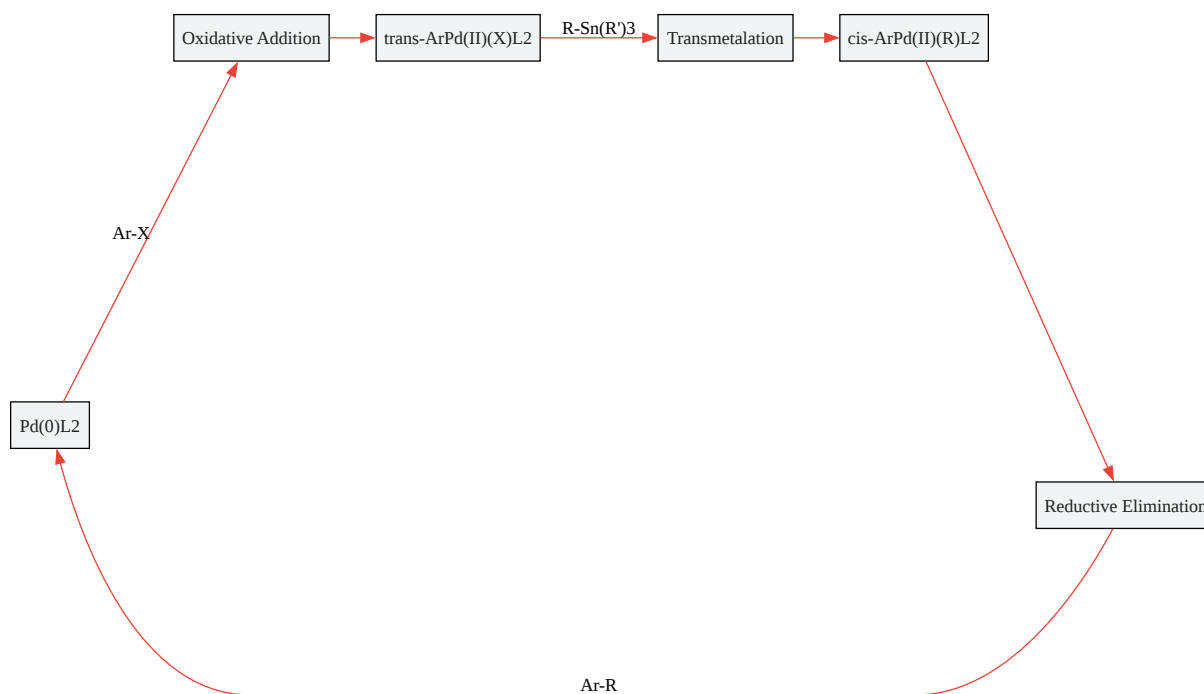 Oxidative Addition
trans-ArPd(II)(X)L2
R-Sn(R')3
Transmetalation
cis-ArPd(II)(R)L2
Ar-X
Pd(0)L2
Reductive Elimination
Ar-R